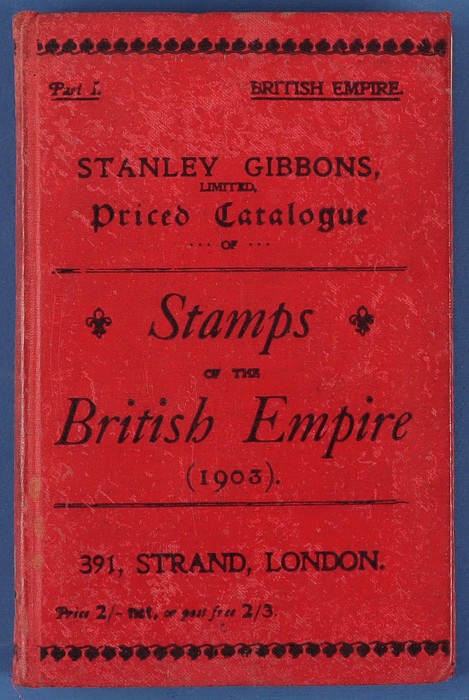 Part I.
BRITISH EMPIRE.
STANLEY GIBBONS,
LIMITED,
Priced Catalogue
... OF ...
Stamps
OF THE
British Empire
(1903).
391, STRAND, LONDON.
Price 2/- net, or post free 2/3.